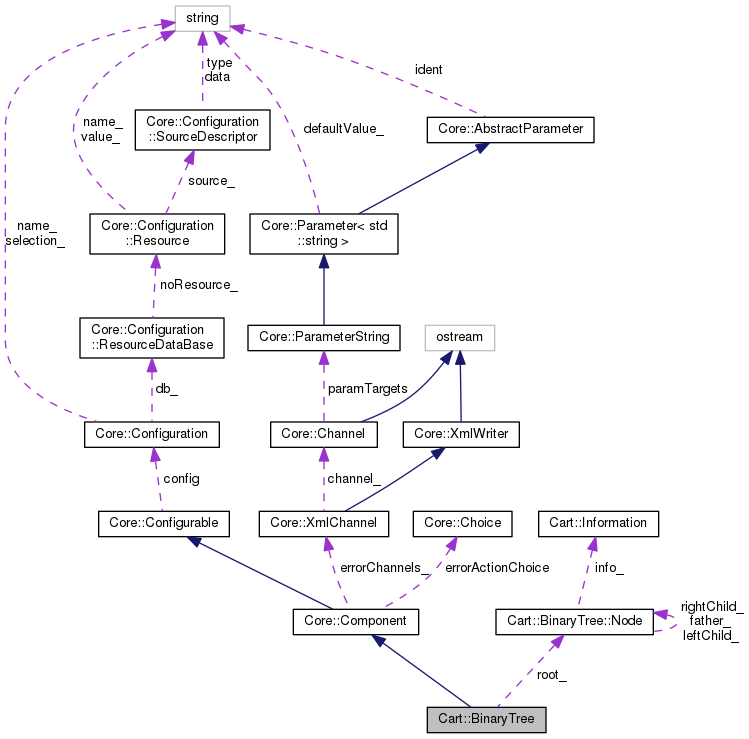 string
type
data
ident
name_
value_
Core::Configuration
::SourceDescriptor
defaultValue_
Core::AbstractParameter
source_
name_
selection_
Core::Configuration
::Resource
Core::Parameter< std
::string >
noResource_
Core::Configuration
::ResourceDataBase
Core::ParameterString
ostream
db_
paramTargets
Core::Configuration
Core::Channel
Core::XmlWriter
config
channel_
Core::Configurable
Core::XmlChannel
Core::Choice
Cart::Information
errorChannels_
errorActionChoice
info_
Core::Component
Cart::BinaryTree::Node
rightChild_
father_
leftChild_
root_
Cart::BinaryTree